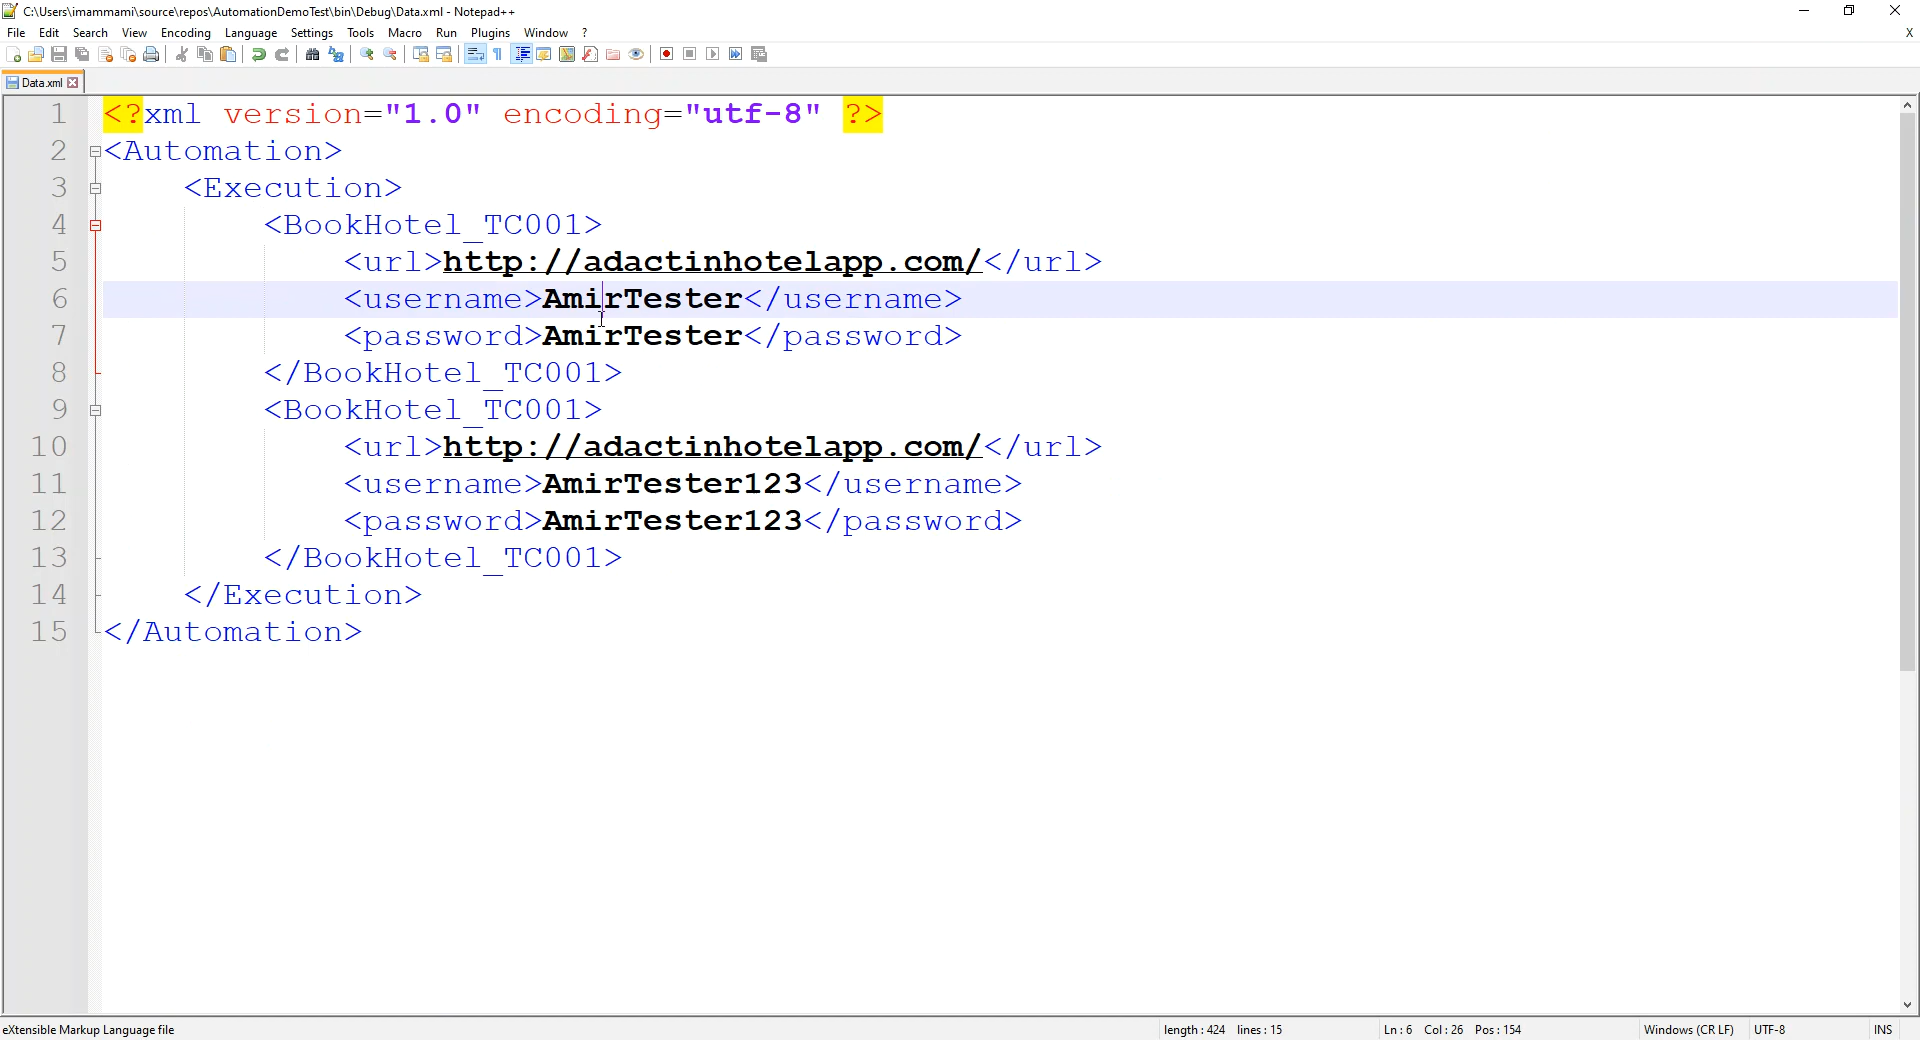 C:\Users\imammami\source\repos\AutomationDemoTest\bin\Debug\Data.xml - Notepad++
File Edit Search View Encoding Language Settings Tools Macro Run Plugins Window ? X
Data.xml
1 <?xml version="1.0" encoding="utf-8" ?>
2 <Automation>
3 <Execution>
4 <BookHotel_TC001>
5 <url>http://adactinhotelapp.com/</url>
6 <username>AmirTester</username>
7 <password>AmirTester</password>
8 </BookHotel_TC001>
9 <BookHotel_TC001>
10 <url>http://adactinhotelapp.com/</url>
11 <username>AmirTester123</username>
12 <password>AmirTester123</password>
13 </BookHotel_TC001>
14 </Execution>
15 </Automation>
eXtensible Markup Language file length : 424 lines : 15 Ln : 6 Col : 26 Pos : 154 Windows (CR LF) UTF-8 INS